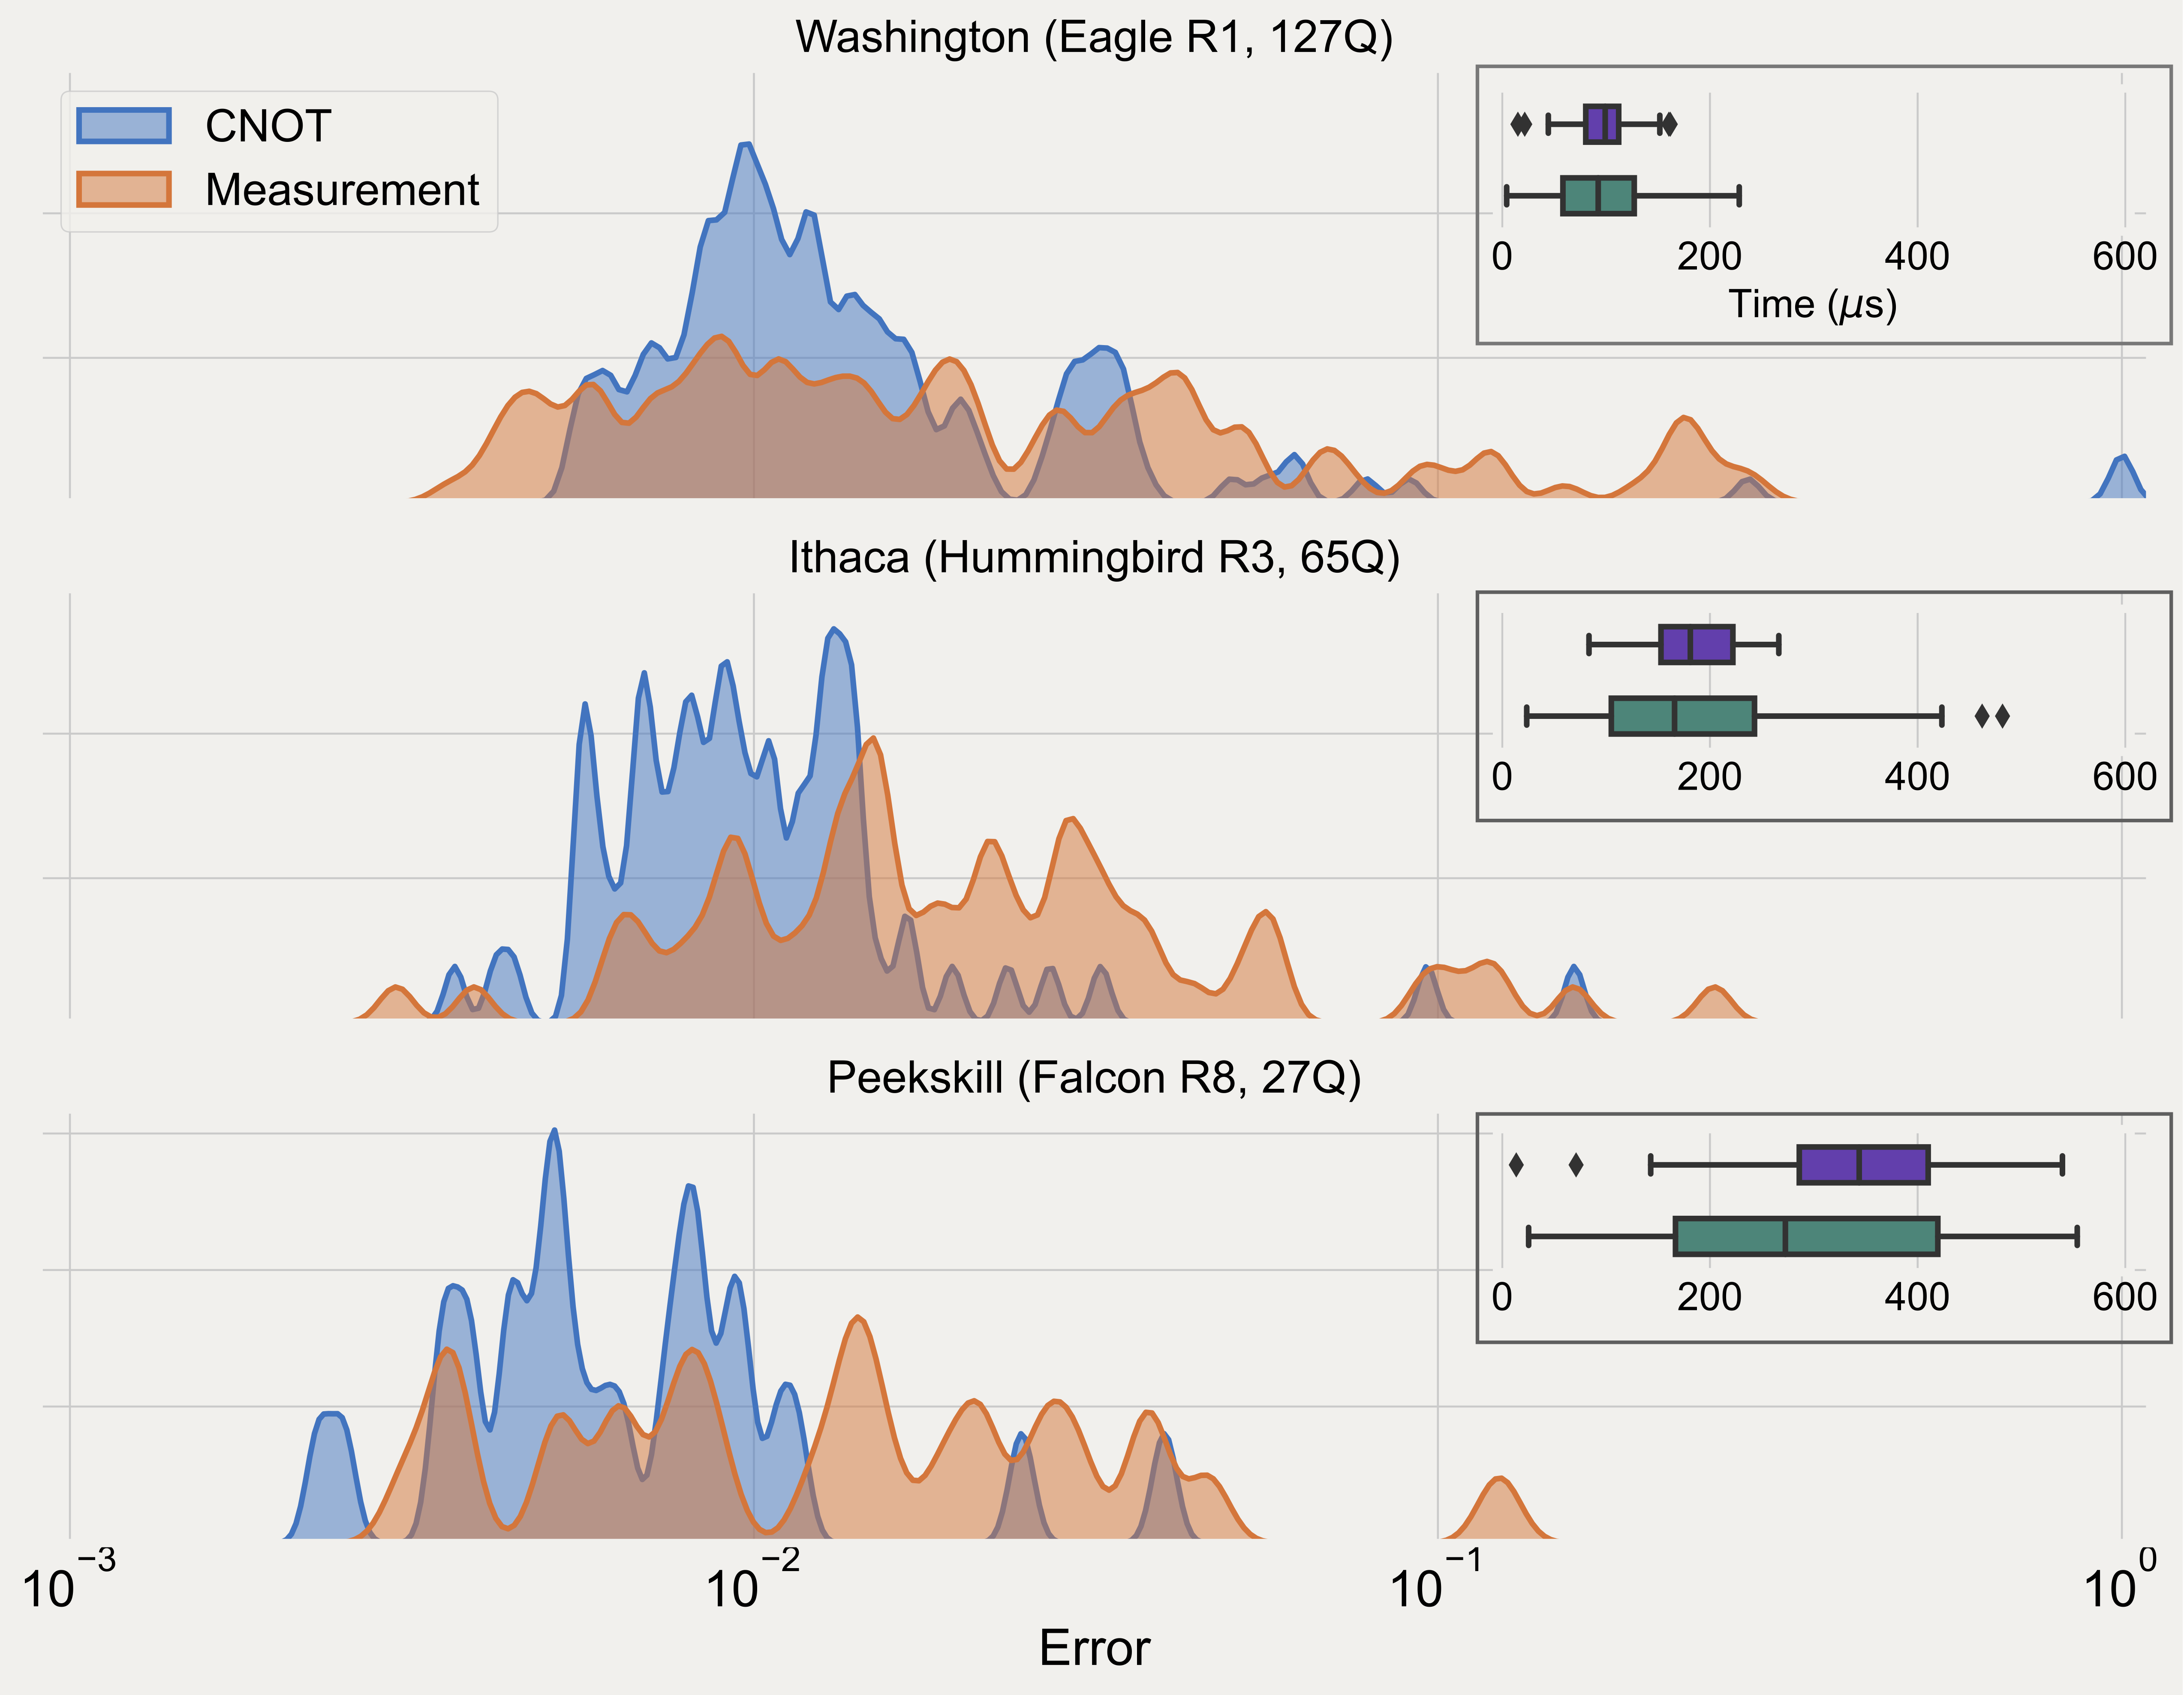 Washington (Eagle R1, 127Q)
CNOT
Measurement
0 200 400 600
Time (μs)
Ithaca (Hummingbird R3, 65Q)
0 200 400 600
Peekskill (Falcon R8, 27Q)
0 200 400 600
10⁻³ 10⁻² 10⁻¹ 10⁰
Error